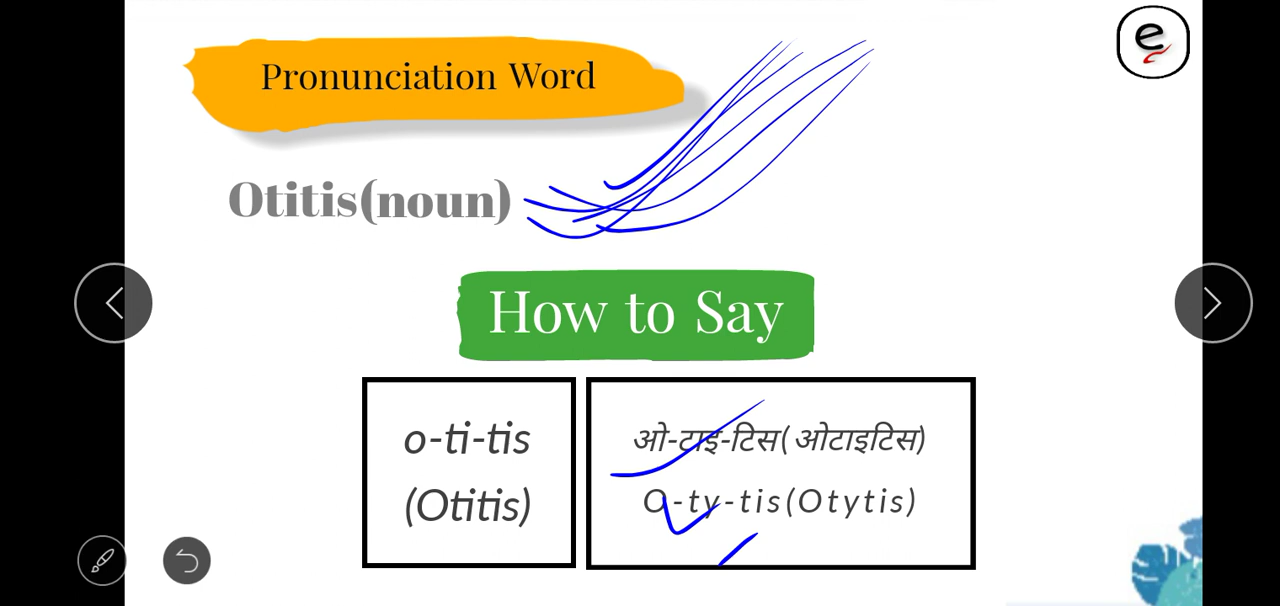 e
Pronunciation Word
Otitis(noun)
How to Say
o-ti-tis
(Otitis)
ओ-टाइ-टिस(ओटाइटिस)
O-ty-tis(Otytis)